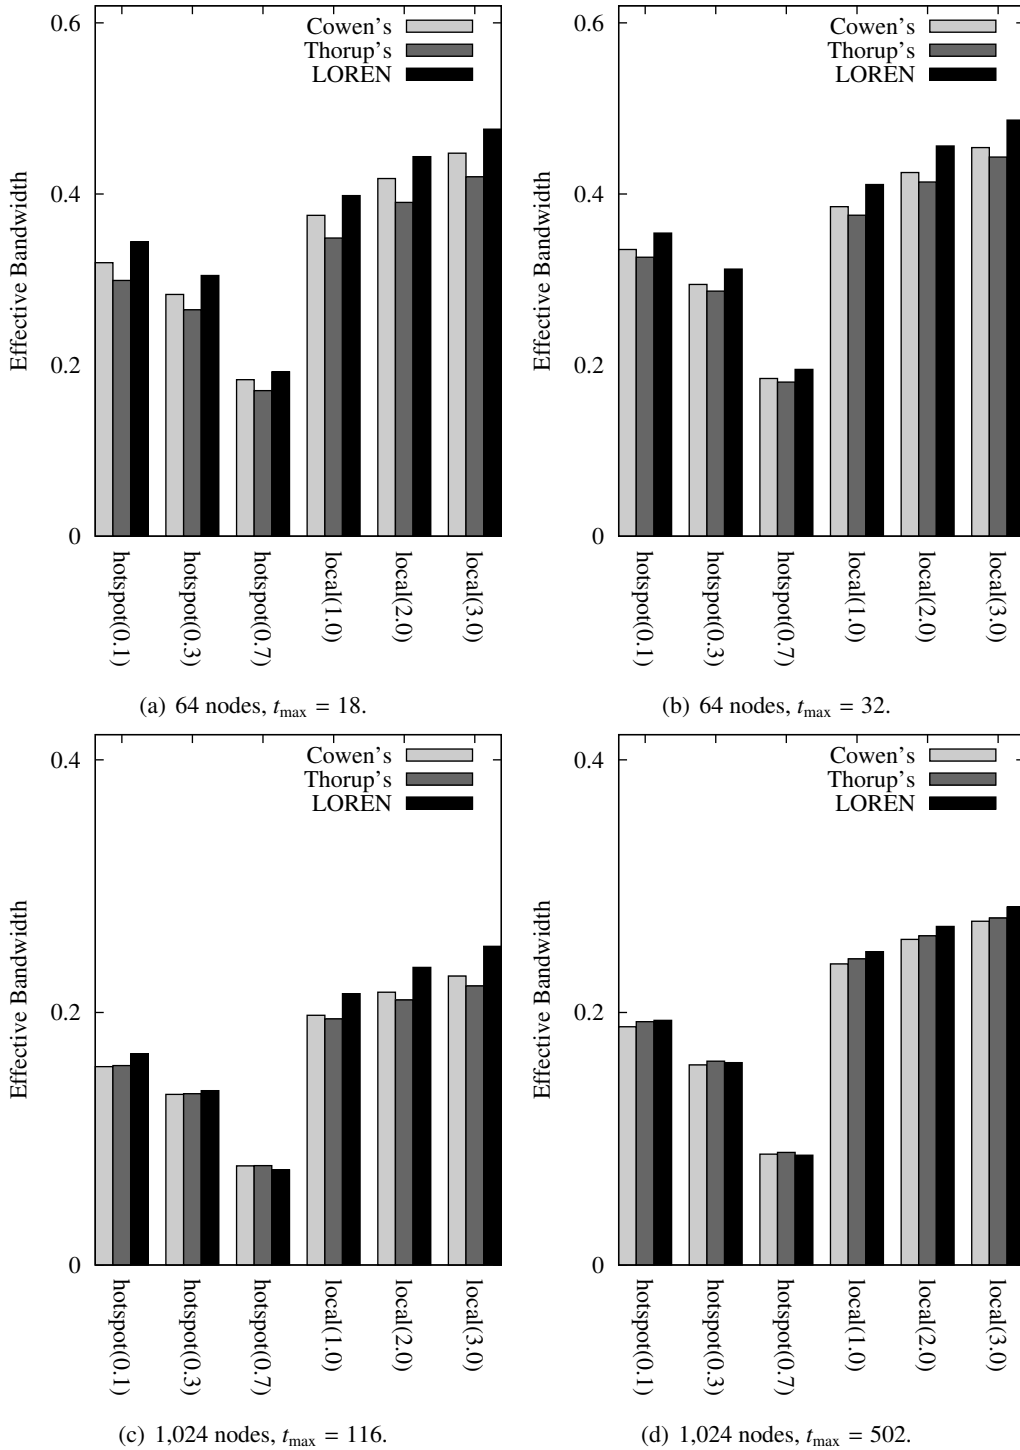 0.6
Cowen's
Thorup's
LOREN
0.4
0.2
0
Effective Bandwidth
hotspot(0.1)
hotspot(0.3)
hotspot(0.7)
local(1.0)
local(2.0)
local(3.0)
(a) 64 nodes, t_max = 18.
0.6
Cowen's
Thorup's
LOREN
0.4
0.2
0
Effective Bandwidth
hotspot(0.1)
hotspot(0.3)
hotspot(0.7)
local(1.0)
local(2.0)
local(3.0)
(b) 64 nodes, t_max = 32.
0.4
Cowen's
Thorup's
LOREN
0.2
0
Effective Bandwidth
hotspot(0.1)
hotspot(0.3)
hotspot(0.7)
local(1.0)
local(2.0)
local(3.0)
(c) 1,024 nodes, t_max = 116.
0.4
Cowen's
Thorup's
LOREN
0.2
0
Effective Bandwidth
hotspot(0.1)
hotspot(0.3)
hotspot(0.7)
local(1.0)
local(2.0)
local(3.0)
(d) 1,024 nodes, t_max = 502.